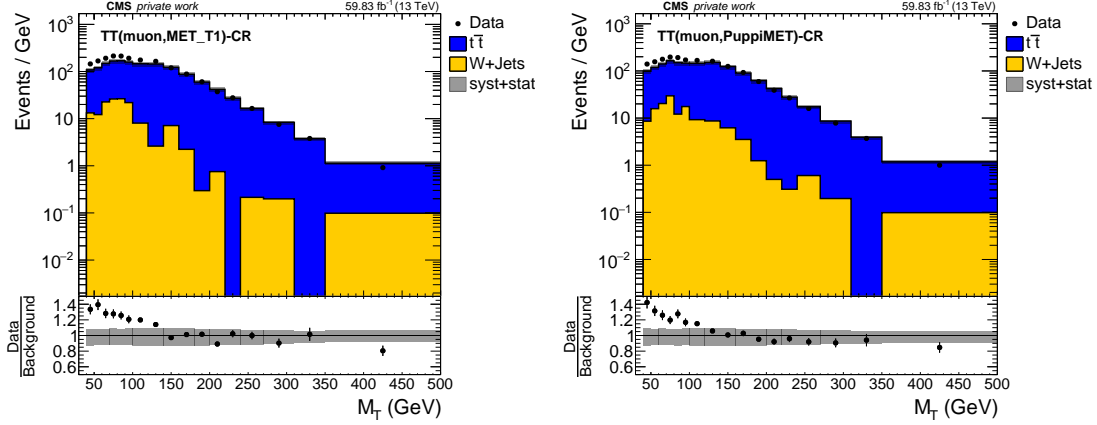 CMS private work 59.83 fb⁻¹ (13 TeV)
TT(muon,MET_T1)-CR
Data
tt̅
W+Jets
syst+stat
Events / GeV
10³
10²
10
1
10⁻¹
10⁻²
Data
Background
1.4
1.2
1
0.8
0.6
50 100 150 200 250 300 350 400 450 500
M_T (GeV)
CMS private work 59.83 fb⁻¹ (13 TeV)
TT(muon,PuppiMET)-CR
Data
tt̅
W+Jets
syst+stat
Events / GeV
10³
10²
10
1
10⁻¹
10⁻²
Data
Background
1.4
1.2
1
0.8
0.6
50 100 150 200 250 300 350 400 450 500
M_T (GeV)